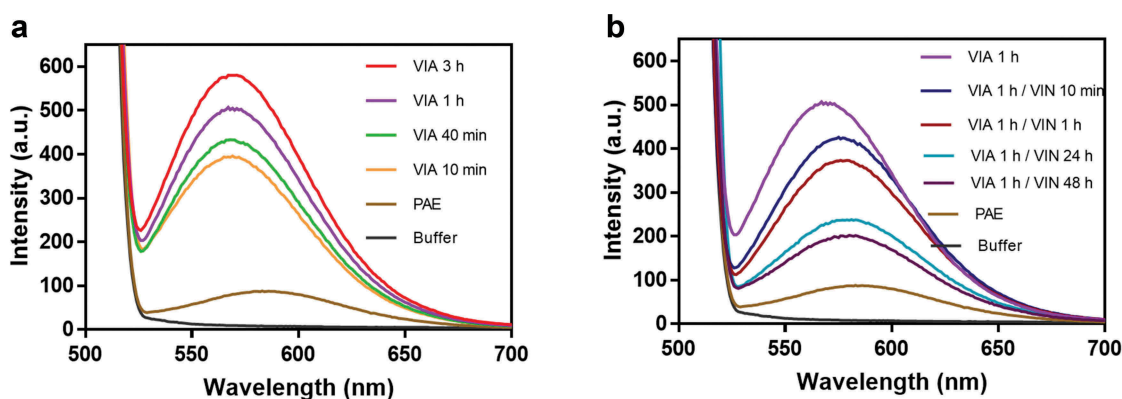 a
600
500
400
300
200
100
0
Intensity (a.u.)
500
550
600
650
700
Wavelength (nm)
VIA 3 h
VIA 1 h
VIA 40 min
VIA 10 min
PAE
Buffer
b
600
500
400
300
200
100
0
Intensity (a.u.)
500
550
600
650
700
Wavelength (nm)
VIA 1 h
VIA 1 h / VIN 10 min
VIA 1 h / VIN 1 h
VIA 1 h / VIN 24 h
VIA 1 h / VIN 48 h
PAE
Buffer